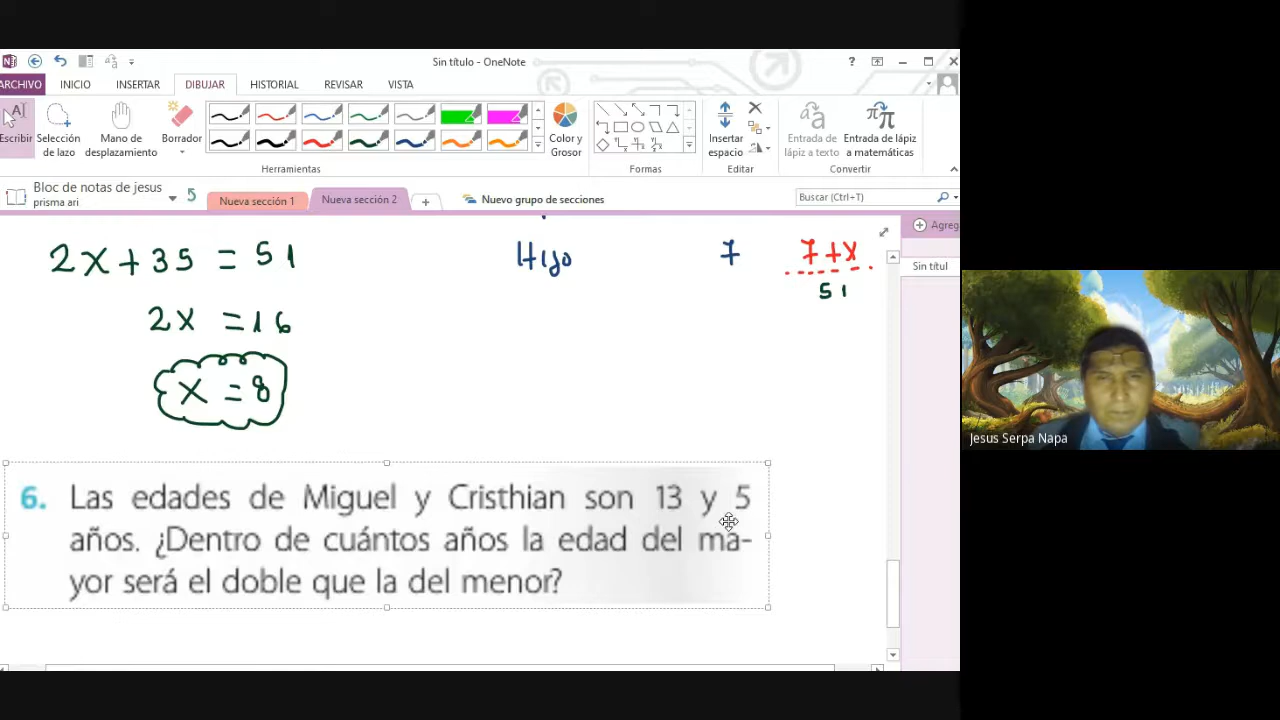 Sin título - OneNote
ARCHIVO INICIO INSERTAR DIBUJAR HISTORIAL REVISAR VISTA
Escribir
Selección de lazo
Mano de desplazamiento
Borrador
Color y Grosor
Insertar espacio
Entrada de lápiz a texto
Entrada de lápiz a matemáticas
Herramientas Formas Editar Convertir
Bloc de notas de jesus
prisma ari
Nueva sección 1
Nueva sección 2
Nuevo grupo de secciones
Buscar (Ctrl+T)
Agreg
Sin títul
2x + 35 = 51
Hijo 7 7+x
51
2x = 16
x = 8
6. Las edades de Miguel y Cristhian son 13 y 5
años. ¿Dentro de cuántos años la edad del ma-
yor será el doble que la del menor?
Jesus Serpa Napa